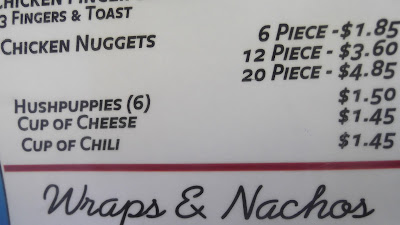 3 Fingers & Toast
Chicken Nuggets 6 Piece - $1.85
12 Piece - $3.60
20 Piece - $4.85
Hushpuppies (6) $1.50
Cup of Cheese $1.45
Cup of Chili $1.45
Wraps & Nachos